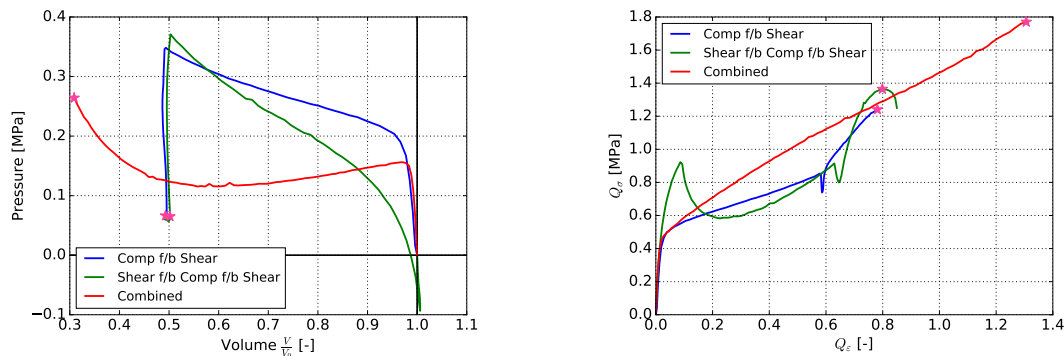 0.4
0.3
0.2
0.1
0.0
−0.1
Pressure [MPa]
0.3 0.4 0.5 0.6 0.7 0.8 0.9 1.0 1.1
Volume V/V₀ [-]
Comp f/b Shear
Shear f/b Comp f/b Shear
Combined
1.8
1.6
1.4
1.2
1.0
0.8
0.6
0.4
0.2
0.0
Qσ [MPa]
0.0 0.2 0.4 0.6 0.8 1.0 1.2 1.4
Qε [-]
Comp f/b Shear
Shear f/b Comp f/b Shear
Combined